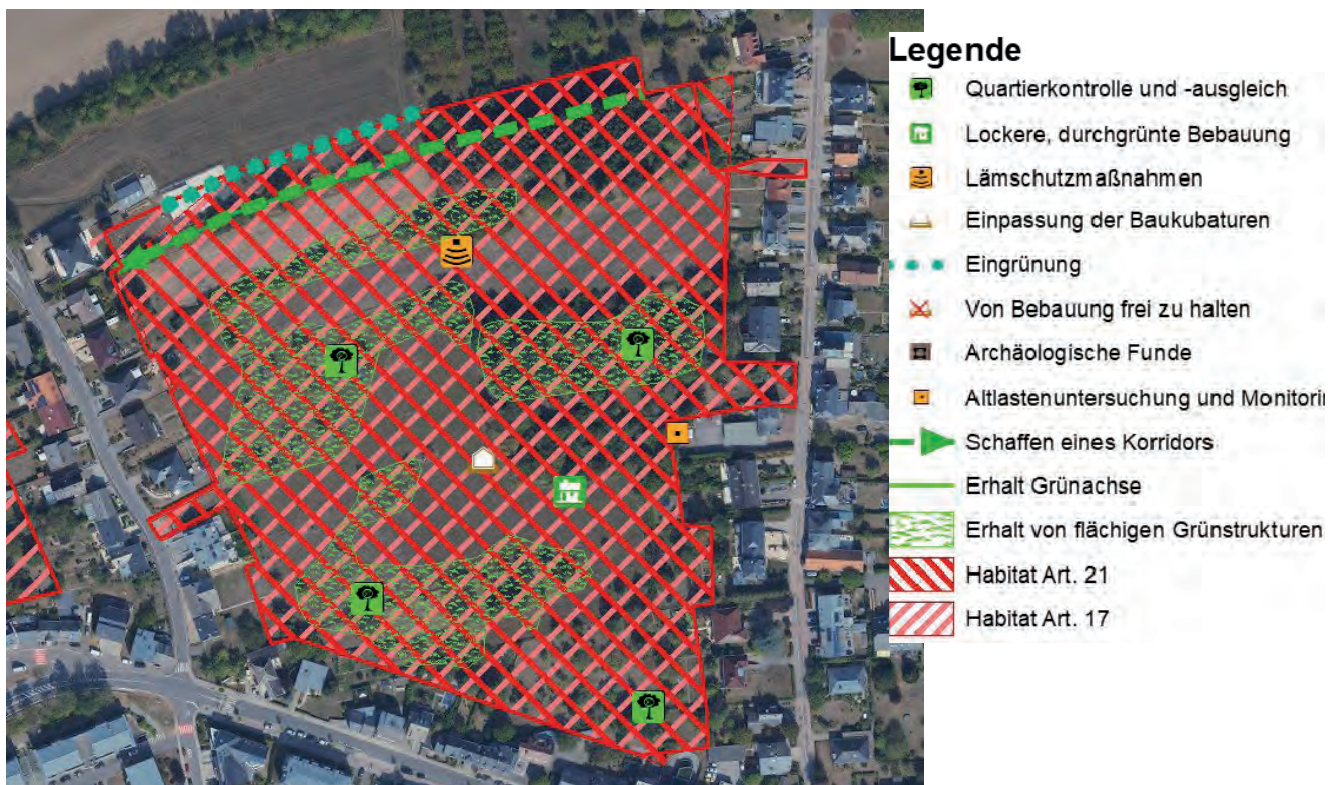 Legende
Quartierkontrolle und -ausgleich
Lockere, durchgrünte Bebauung
Lämschutzmaßnahmen
Einpassung der Baukubaturen
Eingrünung
Von Bebauung frei zu halten
Archäologische Funde
Altlastenuntersuchung und Monitorin
Schaffen eines Korridors
Erhalt Grünachse
Erhalt von flächigen Grünstrukturen
Habitat Art. 21
Habitat Art. 17